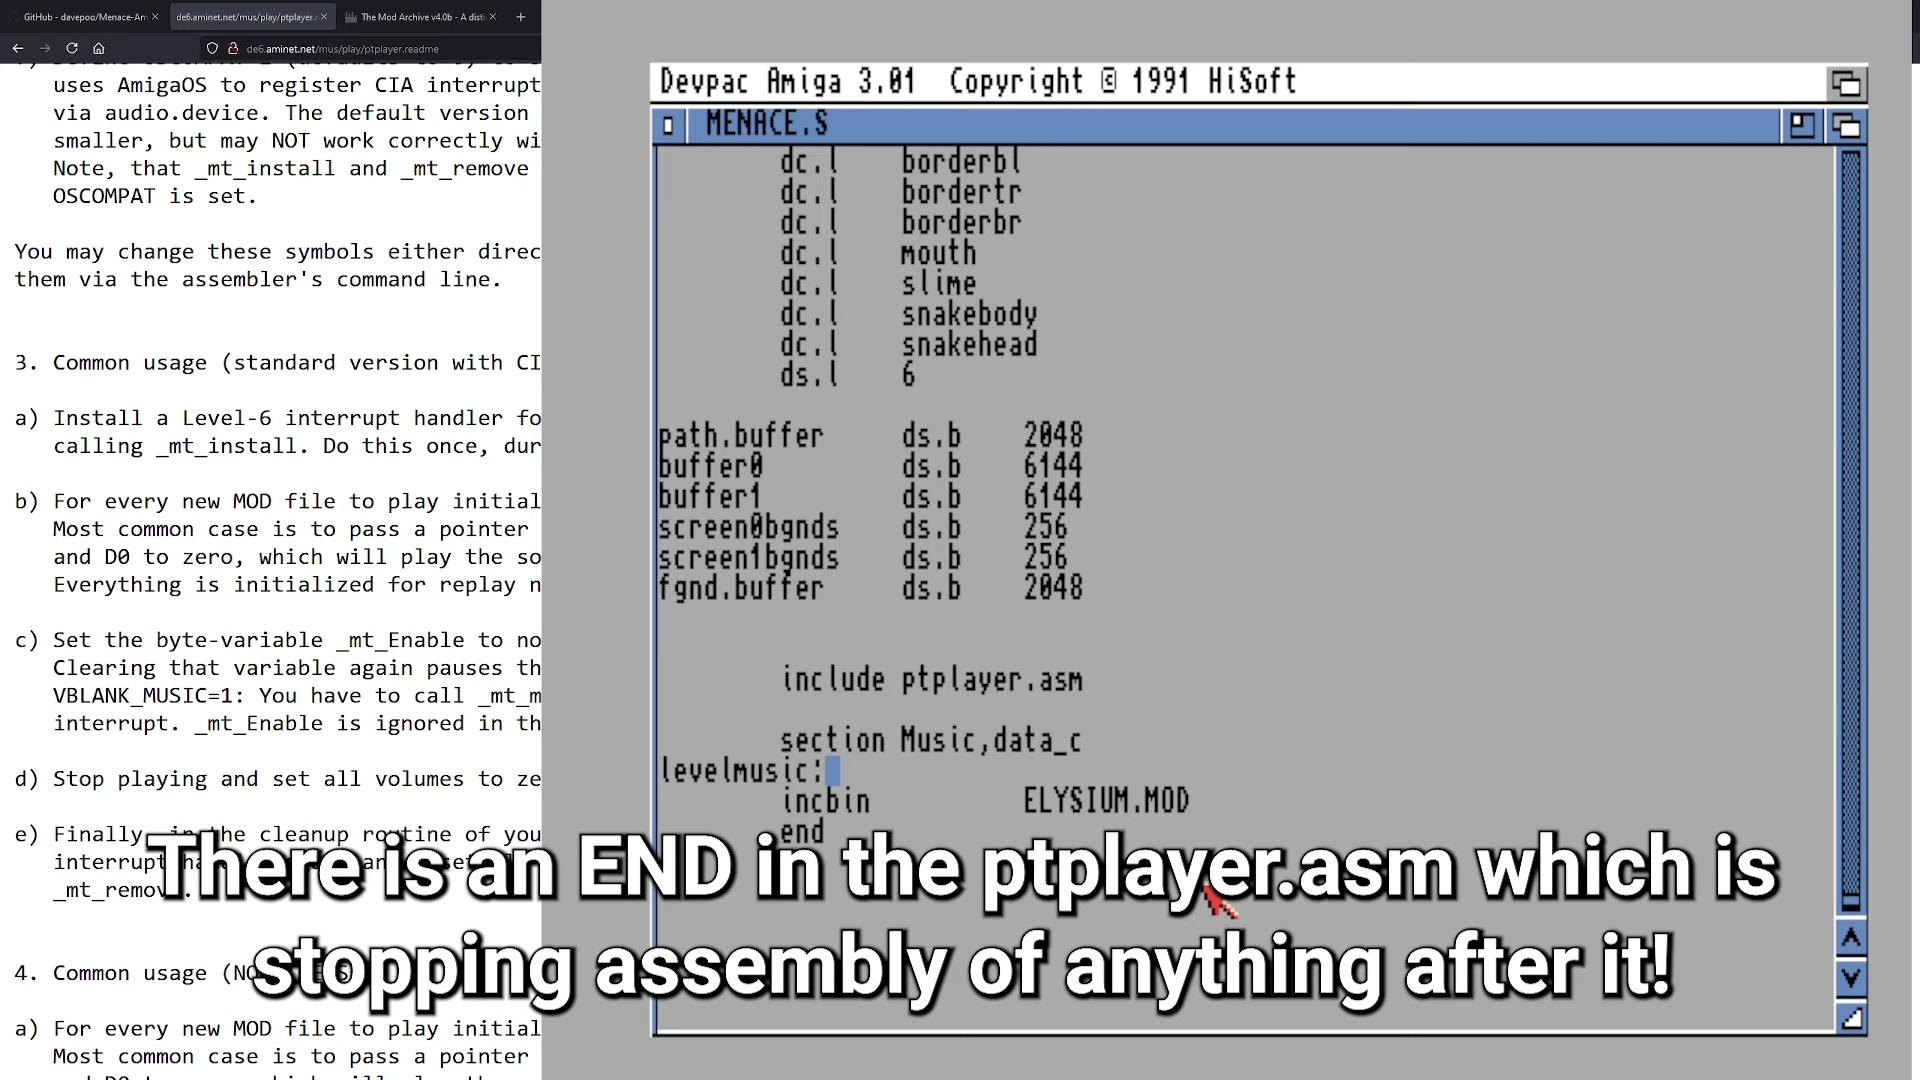 GitHub - davepoo/Menace-Am
de6.aminet.net/mus/play/ptplayer.r
The Mod Archive v4.0b - A disti
de6.aminet.net/mus/play/ptplayer.readme
uses AmigaOS to register CIA interrupt
via audio.device. The default version
smaller, but may NOT work correctly wi
Note, that _mt_install and _mt_remove
OSCOMPAT is set.
You may change these symbols either direc
them via the assembler's command line.
3. Common usage (standard version with CI
a) Install a Level-6 interrupt handler fo
calling _mt_install. Do this once, dur
b) For every new MOD file to play initial
Most common case is to pass a pointer
and D0 to zero, which will play the so
Everything is initialized for replay n
c) Set the byte-variable _mt_Enable to no
Clearing that variable again pauses th
VBLANK_MUSIC=1: You have to call _mt_m
interrupt. _mt_Enable is ignored in th
d) Stop playing and set all volumes to ze
e) Finally, in the cleanup routine of you
interrupt
_mt_remov
4. Common usage
a) For every new MOD file to play initial
Most common case is to pass a pointer
Devpac Amiga 3.01 Copyright © 1991 HiSoft
MENACE.S
dc.l borderbl
dc.l bordertr
dc.l borderbr
dc.l mouth
dc.l slime
dc.l snakebody
dc.l snakehead
ds.l 6
path.buffer ds.b 2048
buffer0 ds.b 6144
buffer1 ds.b 6144
screen0bgnds ds.b 256
screen1bgnds ds.b 256
fgnd.buffer ds.b 2048
include ptplayer.asm
section Music,data_c
levelmusic:
incbin ELYSIUM.MOD
end
There is an END in the ptplayer.asm which is
stopping assembly of anything after it!